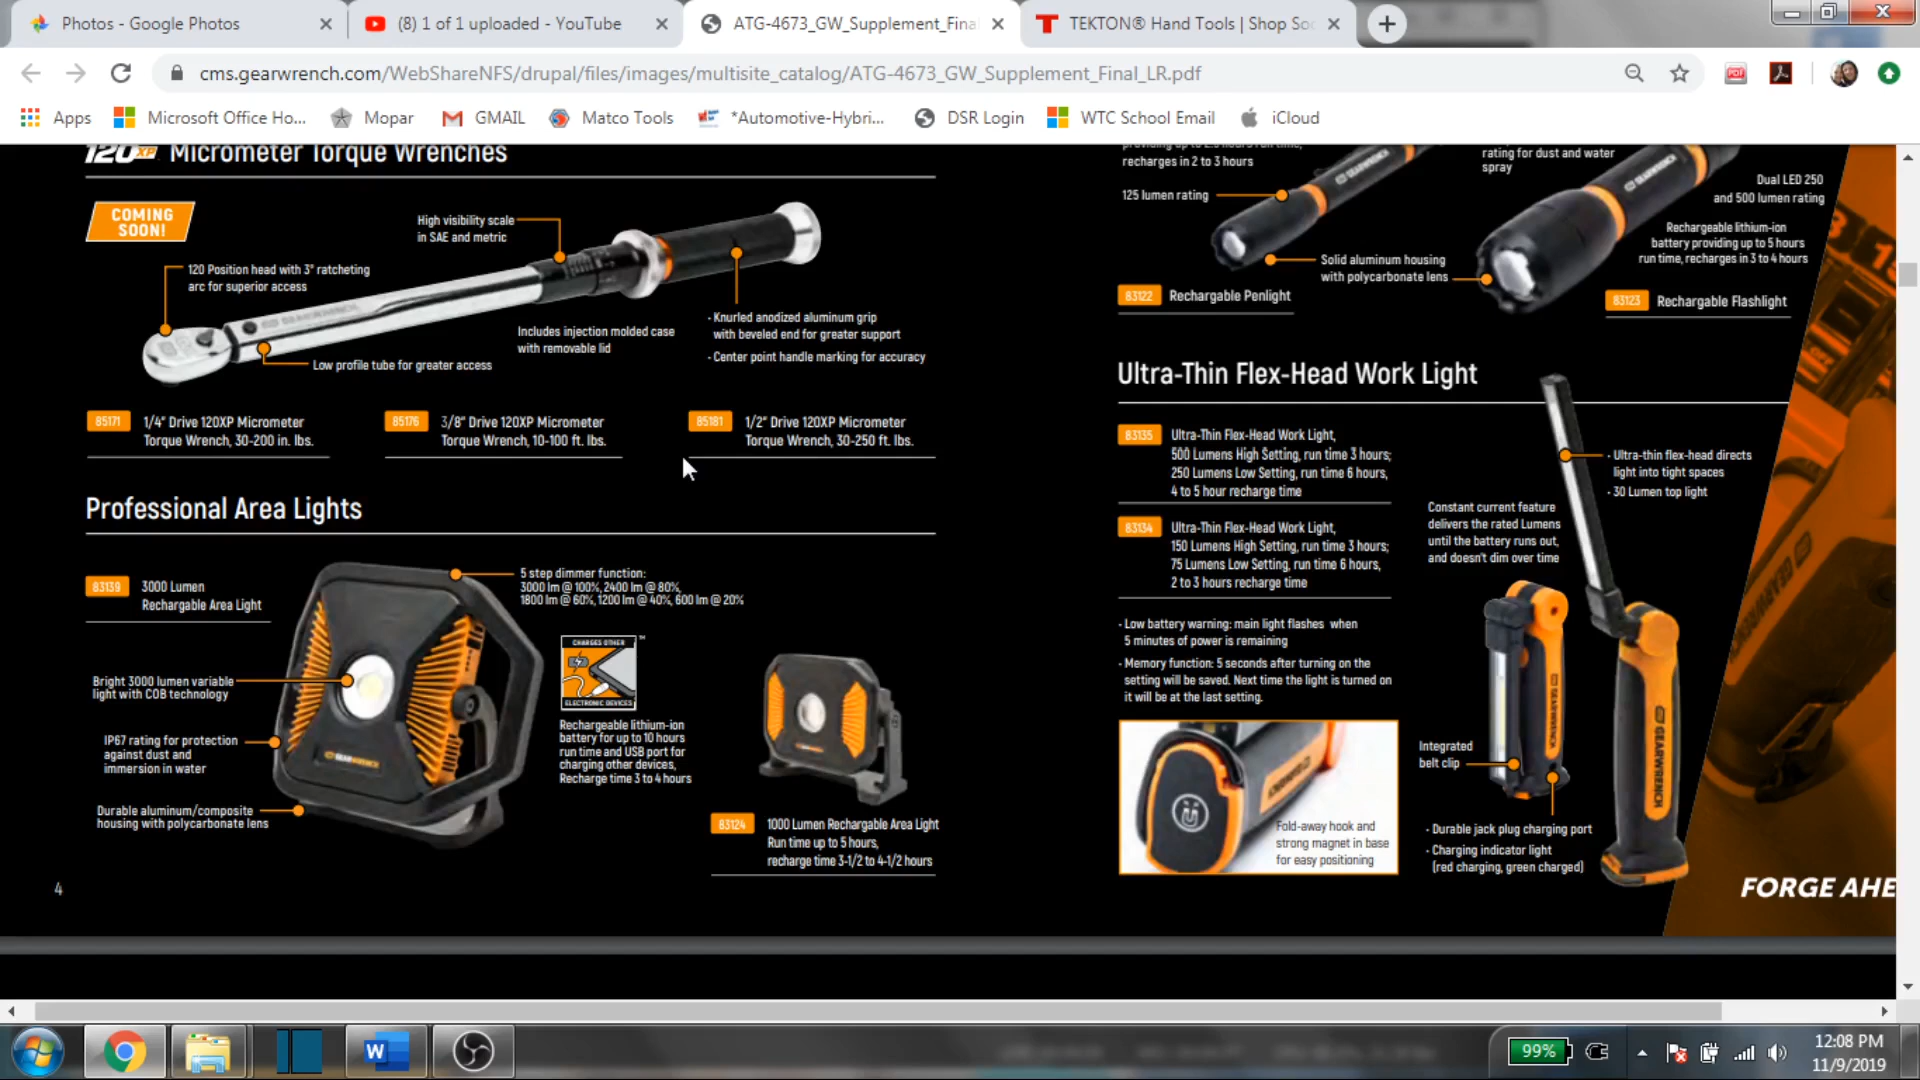 Photos - Google Photos
(8) 1 of 1 uploaded - YouTube
ATG-4673_GW_Supplement_Fina
TEKTON® Hand Tools | Shop So
cms.gearwrench.com/WebShareNFS/drupal/files/images/multisite_catalog/ATG-4673_GW_Supplement_Final_LR.pdf
Apps
Microsoft Office Ho...
Mopar
GMAIL
Matco Tools
*Automotive-Hybri...
DSR Login
WTC School Email
iCloud
120XP Micrometer Torque Wrenches
COMING
SOON!
High visibility scale
in SAE and metric
120 Position head with 3° ratcheting
arc for superior access
Includes injection molded case
with removable lid
- Knurled anodized aluminum grip
with beveled end for greater support
- Center point handle marking for accuracy
Low profile tube for greater access
85171 1/4" Drive 120XP Micrometer
Torque Wrench, 30-200 in. lbs.
85176 3/8" Drive 120XP Micrometer
Torque Wrench, 10-100 ft. lbs.
85181 1/2" Drive 120XP Micrometer
Torque Wrench, 30-250 ft. lbs.
Professional Area Lights
83139 3000 Lumen
Rechargable Area Light
5 step dimmer function:
3000 lm @ 100%, 2400 lm @ 80%,
1800 lm @ 60%, 1200 lm @ 40%, 600 lm @ 20%
CHARGES OTHER
ELECTRONIC DEVICES
TM
Bright 3000 lumen variable
light with COB technology
IP67 rating for protection
against dust and
immersion in water
Durable aluminum/composite
housing with polycarbonate lens
GEARWRENCH
Rechargeable lithium-ion
battery for up to 10 hours
run time and USB port for
charging other devices,
Recharge time 3 to 4 hours
83124 1000 Lumen Rechargable Area Light
Run time up to 5 hours,
recharge time 3-1/2 to 4-1/2 hours
4
providing up to 2.5 hours run time,
recharges in 2 to 3 hours
125 lumen rating
GEARWRENCH
rating for dust and water
spray
GEARWRENCH
Dual LED 250
and 500 lumen rating
Rechargeable lithium-ion
battery providing up to 5 hours
run time, recharges in 3 to 4 hours
Solid aluminum housing
with polycarbonate lens
83122 Rechargable Penlight
83123 Rechargable Flashlight
Ultra-Thin Flex-Head Work Light
83135 Ultra-Thin Flex-Head Work Light,
500 Lumens High Setting, run time 3 hours;
250 Lumens Low Setting, run time 6 hours,
4 to 5 hour recharge time
83134 Ultra-Thin Flex-Head Work Light,
150 Lumens High Setting, run time 3 hours;
75 Lumens Low Setting, run time 6 hours,
2 to 3 hours recharge time
- Ultra-thin flex-head directs
light into tight spaces
- 30 Lumen top light
Constant current feature
delivers the rated Lumens
until the battery runs out,
and doesn't dim over time
- Low battery warning: main light flashes when
5 minutes of power is remaining
- Memory function: 5 seconds after turning on the
setting will be saved. Next time the light is turned on
it will be at the last setting.
Integrated
belt clip
GEARWRENCH
GEARWRENCH
GEARWRENCH
Fold-away hook and
strong magnet in base
for easy positioning
- Durable jack plug charging port
- Charging indicator light
(red charging, green charged)
FORGE AHE
99%
12:08 PM
11/9/2019